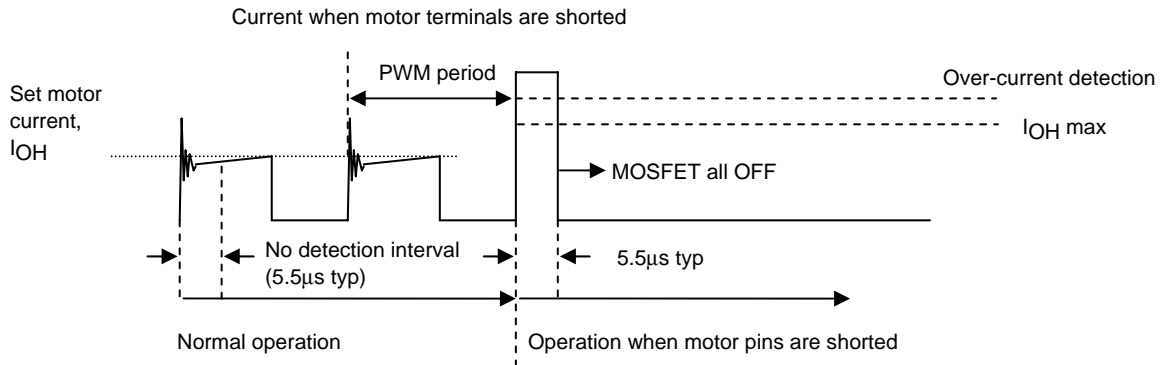 Current when motor terminals are shorted
PWM period
Over-current detection
Set motor
current,
IOH
IOH max
MOSFET all OFF
No detection interval
(5.5μs typ)
5.5μs typ
Normal operation
Operation when motor pins are shorted